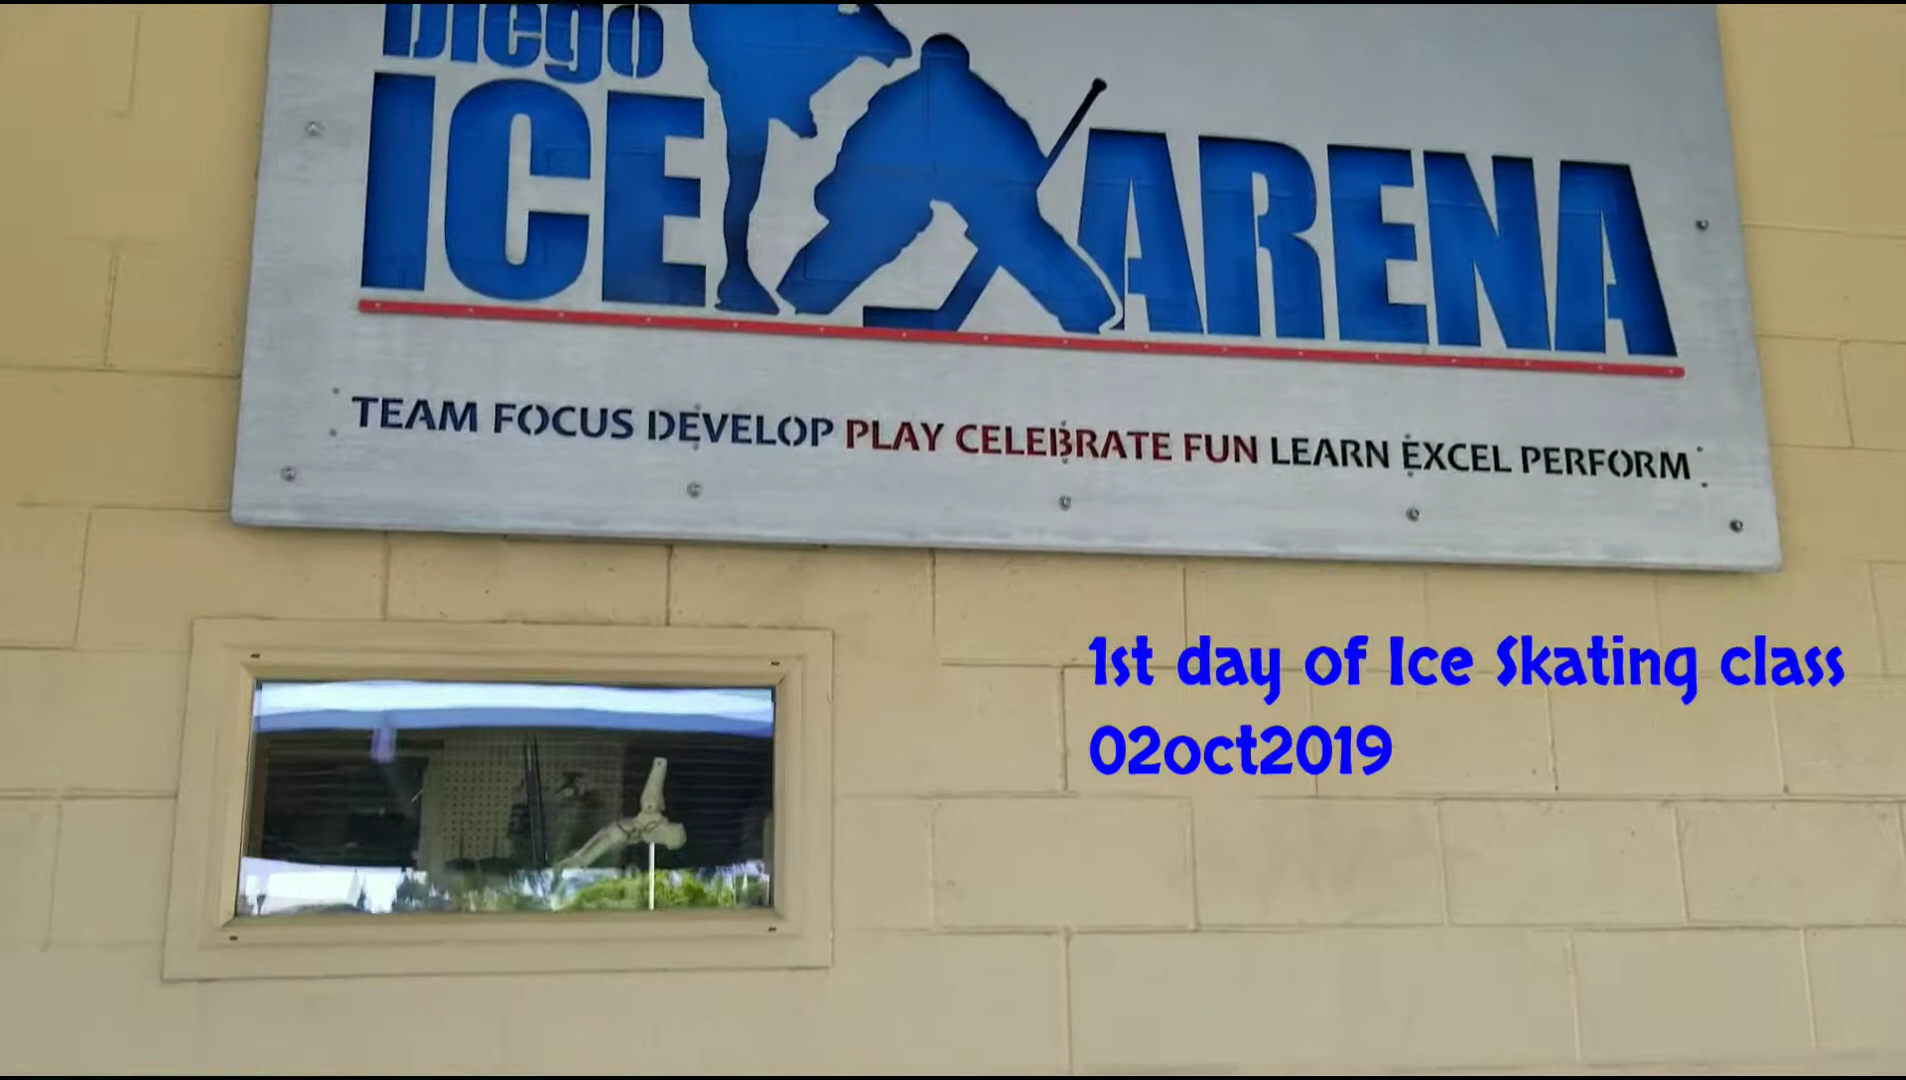 Diego
ICE ARENA
TEAM FOCUS DEVELOP PLAY CELEBRATE FUN LEARN EXCEL PERFORM
1st day of Ice Skating class
02oct2019